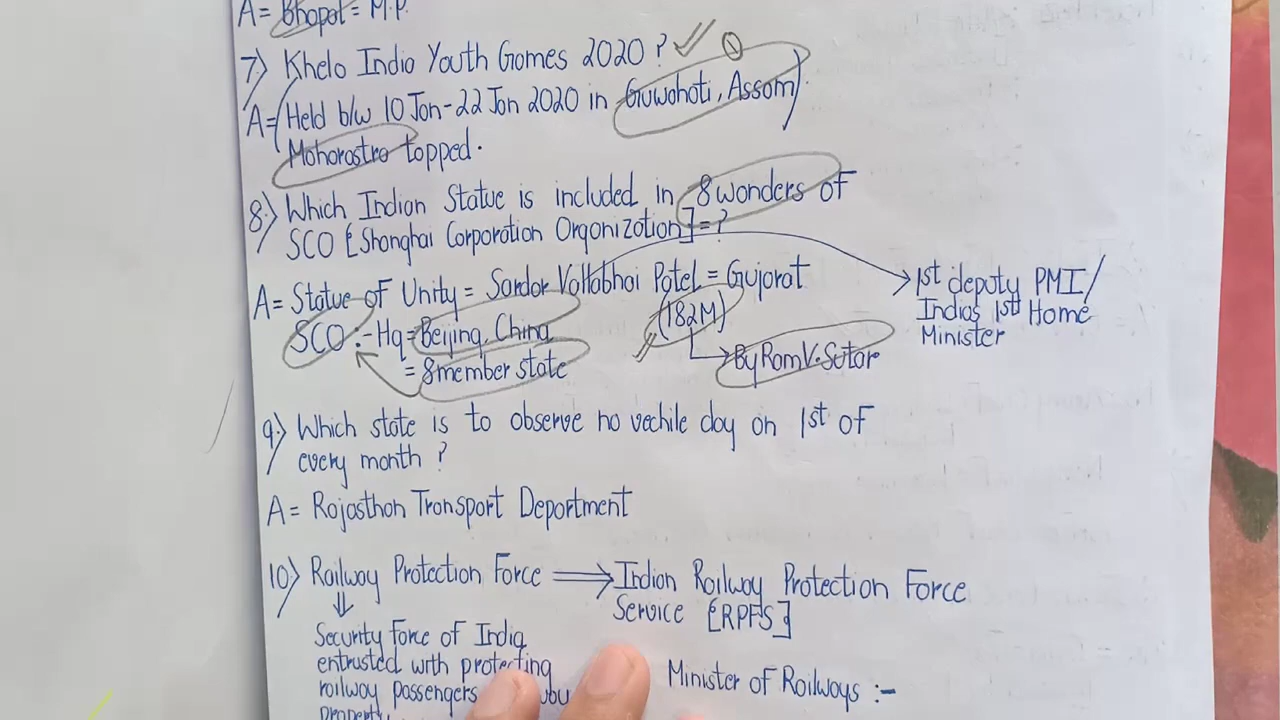 A= Bhopal = M.P.
7) Khelo India Youth Games 2020 ?
A= (Held b/w 10 Jan-22 Jan 2020 in Guwahati, Assam)
Maharastra topped.
8) Which Indian Statue is included in 8 wonders of
SCO [Shanghai Corporation Organization] = ?
A= Statue of Unity = Sardar Vallabhai Patel = Gujarat
(182M)
By Ram V. Sutar
1st deputy PMI/
Indias 1st Home
Minister
SCO :- Hq = Beijing, China
= 8 member state
9) Which state is to observe no vechile day on 1st of
every month ?
A= Rajasthan Transport Department
10) Railway Protection Force ⟹ Indian Railway Protection Force
Service [RPFS]
Security force of India
entrusted with protecting
railway passengers
property
Minister of Railways :-